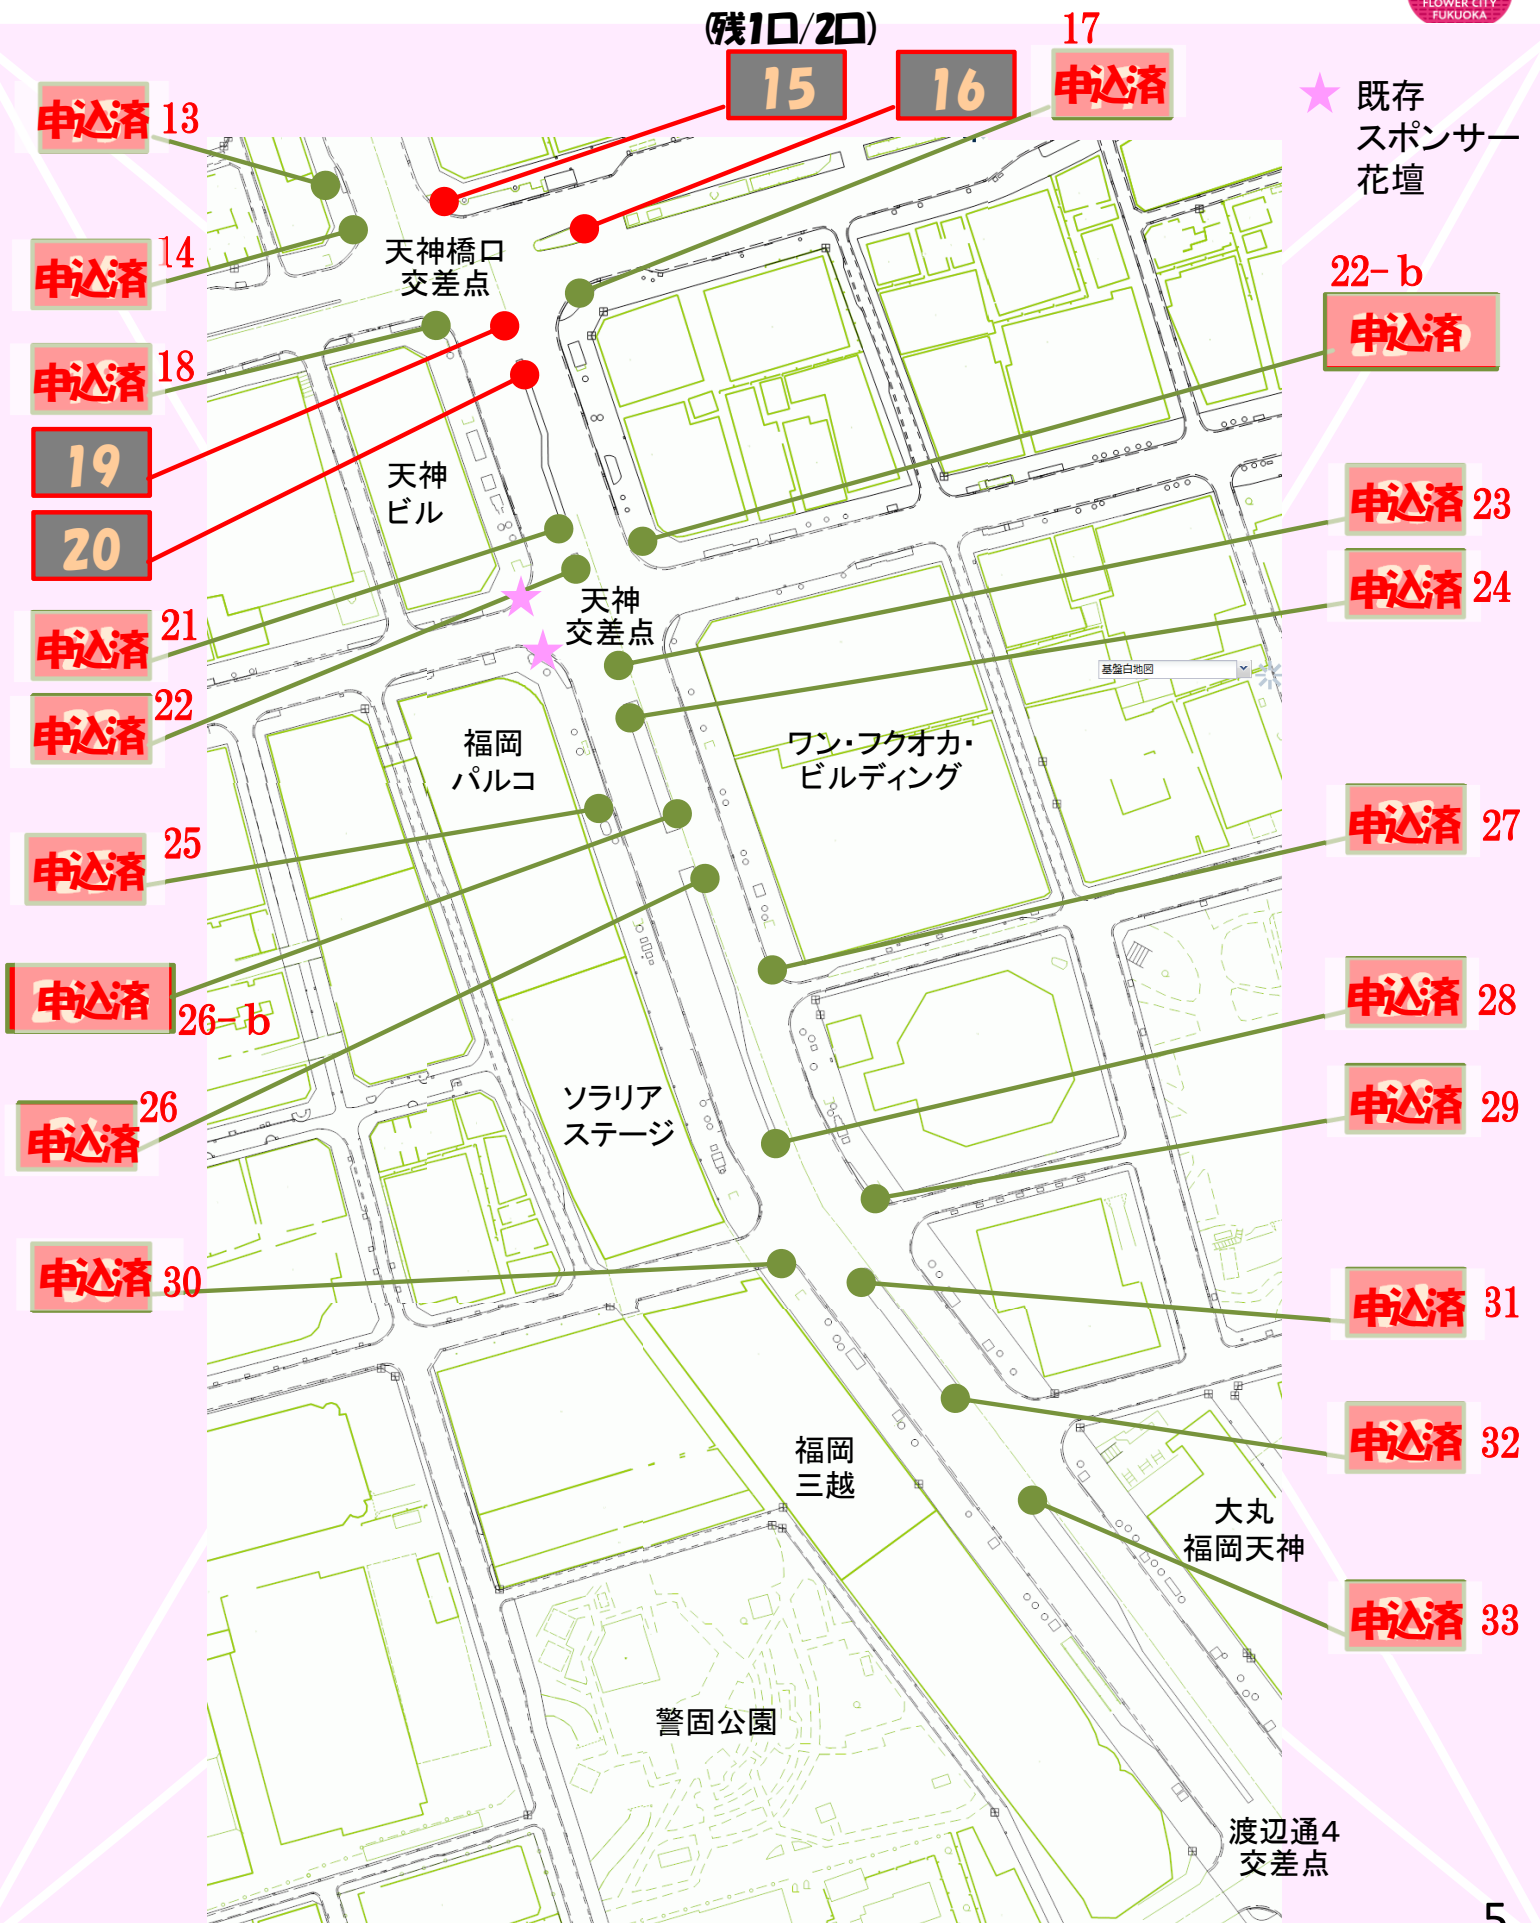 FLOWER CITY
FUKUOKA
(残1口/2口)
15
16
17
申込済
申込済 13
既存
スポンサー
花壇
14
申込済
天神橋口
交差点
22-b
申込済
18
申込済
19
天神
ビル
20
申込済 23
申込済 24
21
申込済
天神
交差点
22
申込済
基盤白地図
福岡
パルコ
ワン・フクオカ・
ビルディング
25
申込済
申込済 27
申込済
26-b
申込済 28
26
申込済
ソラリア
ステージ
申込済 29
申込済 30
申込済 31
福岡
三越
申込済 32
大丸
福岡天神
申込済 33
警固公園
渡辺通4
交差点
5